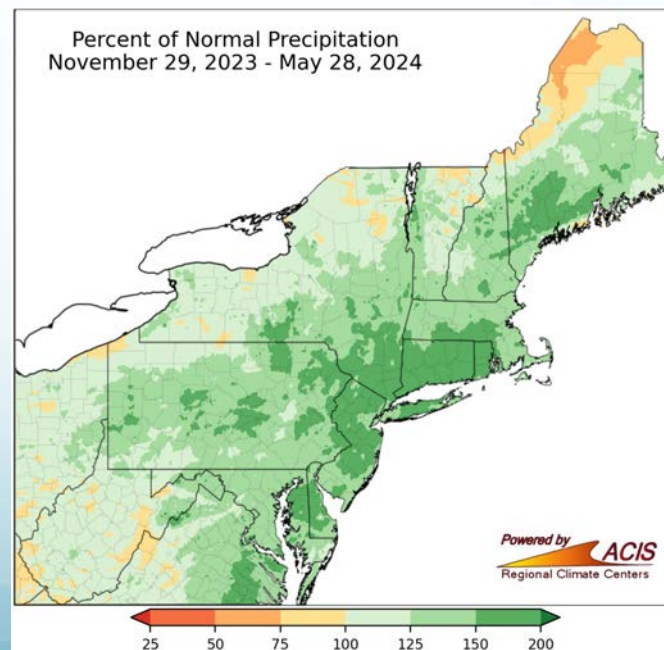 Percent of Normal Precipitation
November 29, 2023 - May 28, 2024
Powered by ACIS
Regional Climate Centers
25 50 75 100 125 150 200